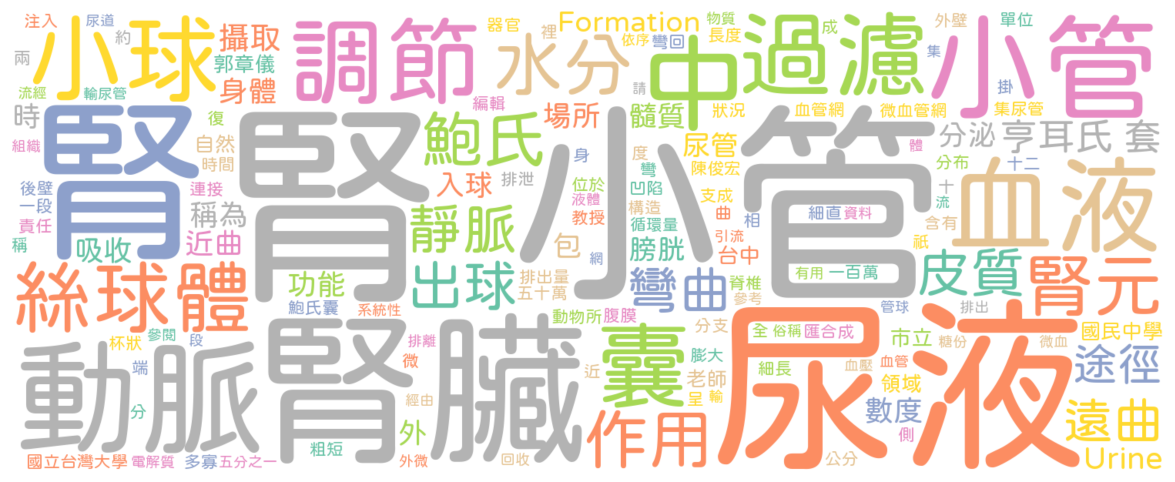 注入 尿道 約 器官 裡 Formation 物質 成 外壁 單位
兩 小球 調節 攝取 水分 依序 彎回 中 長度 過濾 集 小管
流經 輸尿管 郭章儀 身體 編輯 請 掛 集尿管
時 復 自然 時間 組織 鮑氏 場所 髓質 狀況 血管網 微血管網 分泌 亨耳氏 套
腎 腎小管 身 度 尿管 陳俊宏 體 分布 十二
後壁 一段 連接 入球 排泄 位於 液體 彎 凹陷 支成 十 流 血液
責任 稱為 靜脈 教授 構造 曲 相 細直 資料 含有
稱 吸收 近曲 包 網 循環量 膀胱 引流 台中 祇
絲球體 功能 出球 排出量 五十萬 彎曲 脊椎 參考 有用 一百萬 皮質 腎元
鮑氏囊 系統性 動物所 腹膜 分支 管球 排出
動脈 杯狀 參閱 段 腎臟 排離 囊 全 俗稱 匯合成 市立 糖份 微血 國民中學
端 微 近 膨大 老師 細長 尿液 血壓 血管 領域 途徑
分 經由 外 作用 呈 輸 數度 遠曲
粗短 側
國立台灣大學 電解質 多寡 五分之一 外微 回收 公分 Urine